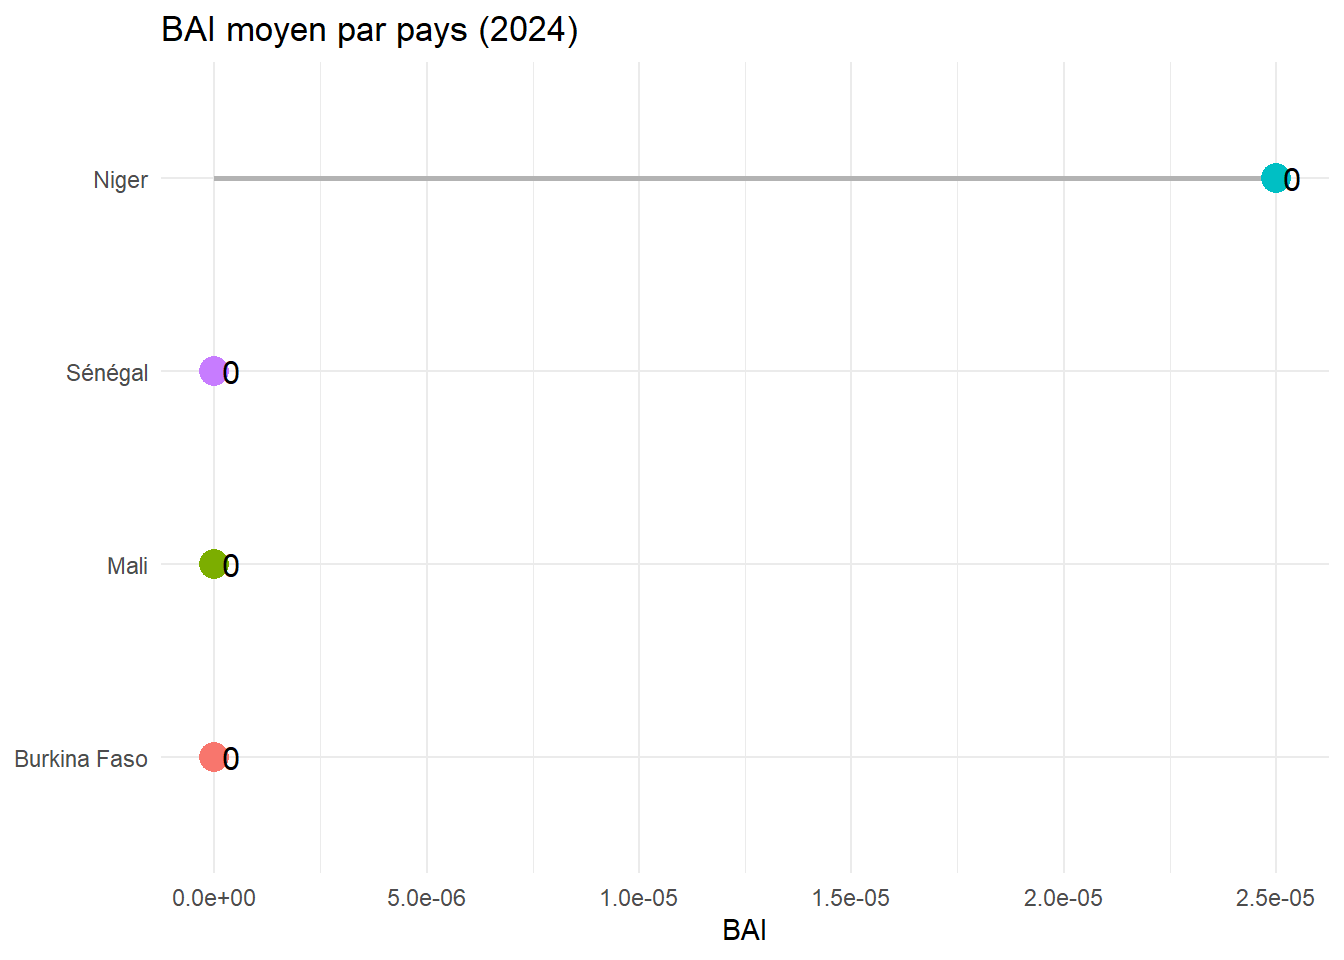 BAI moyen par pays (2024)
Niger
0
Sénégal
0
Mali
0
Burkina Faso
0
0.0e+00 5.0e-06 1.0e-05 1.5e-05 2.0e-05 2.5e-05
BAI